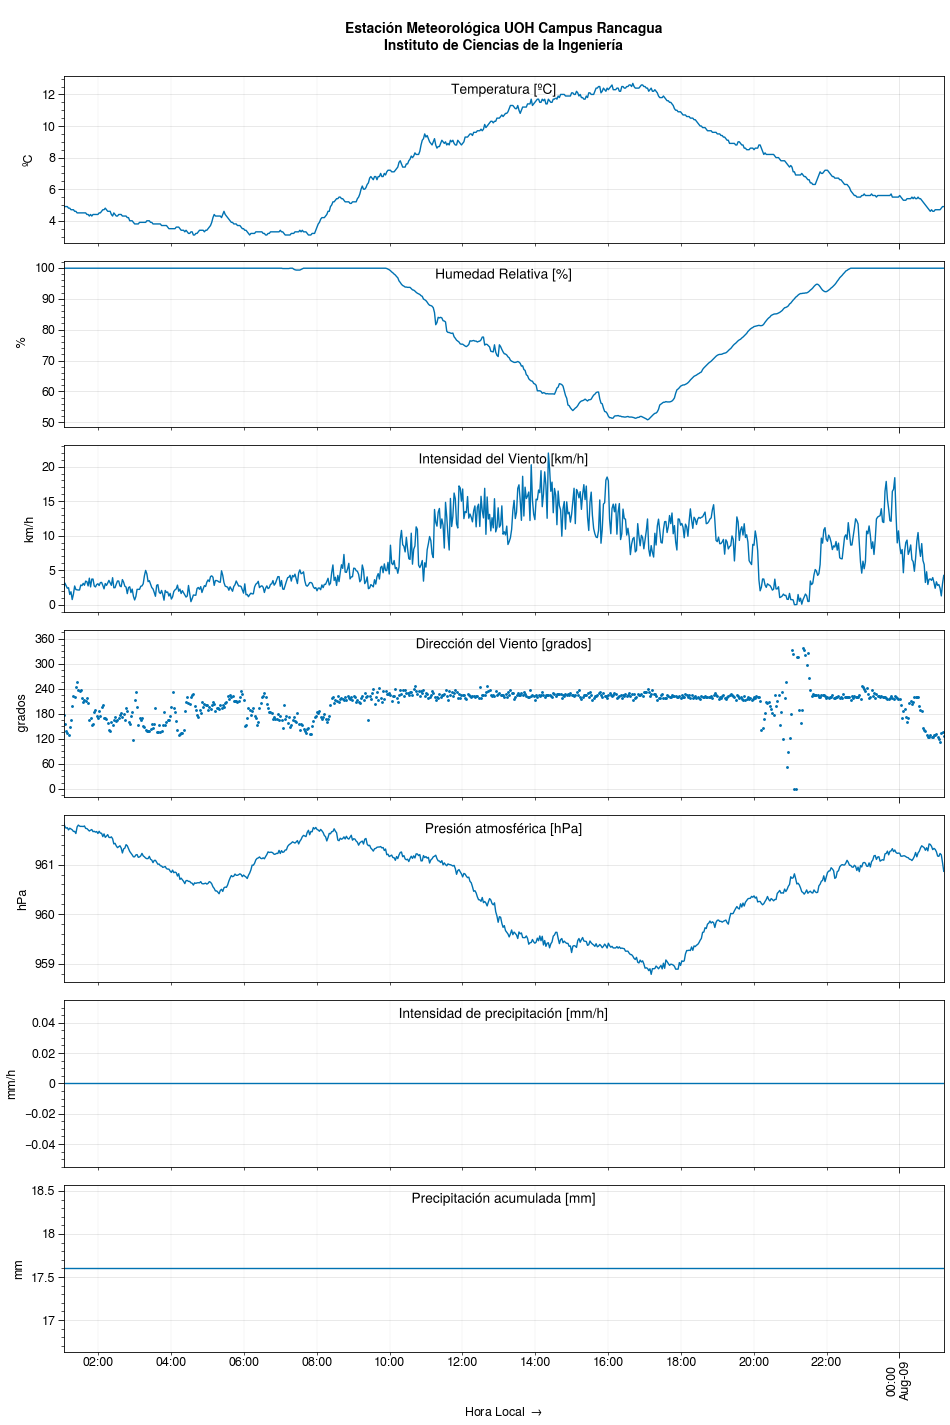 Estación Meteorológica UOH Campus Rancagua
Instituto de Ciencias de la Ingeniería
Temperatura [ºC]
12
10
8
6
4
ºC
Humedad Relativa [%]
100
90
80
70
60
50
%
Intensidad del Viento [km/h]
20
15
10
5
0
km/h
Dirección del Viento [grados]
360
300
240
180
120
60
0
grados
Presión atmosférica [hPa]
961
960
959
hPa
Intensidad de precipitación [mm/h]
0.04
0.02
0
−0.02
−0.04
mm/h
Precipitación acumulada [mm]
18.5
18
17.5
17
mm
02:00 04:00 06:00 08:00 10:00 12:00 14:00 16:00 18:00 20:00 22:00 00:00
Aug-09
Hora Local →